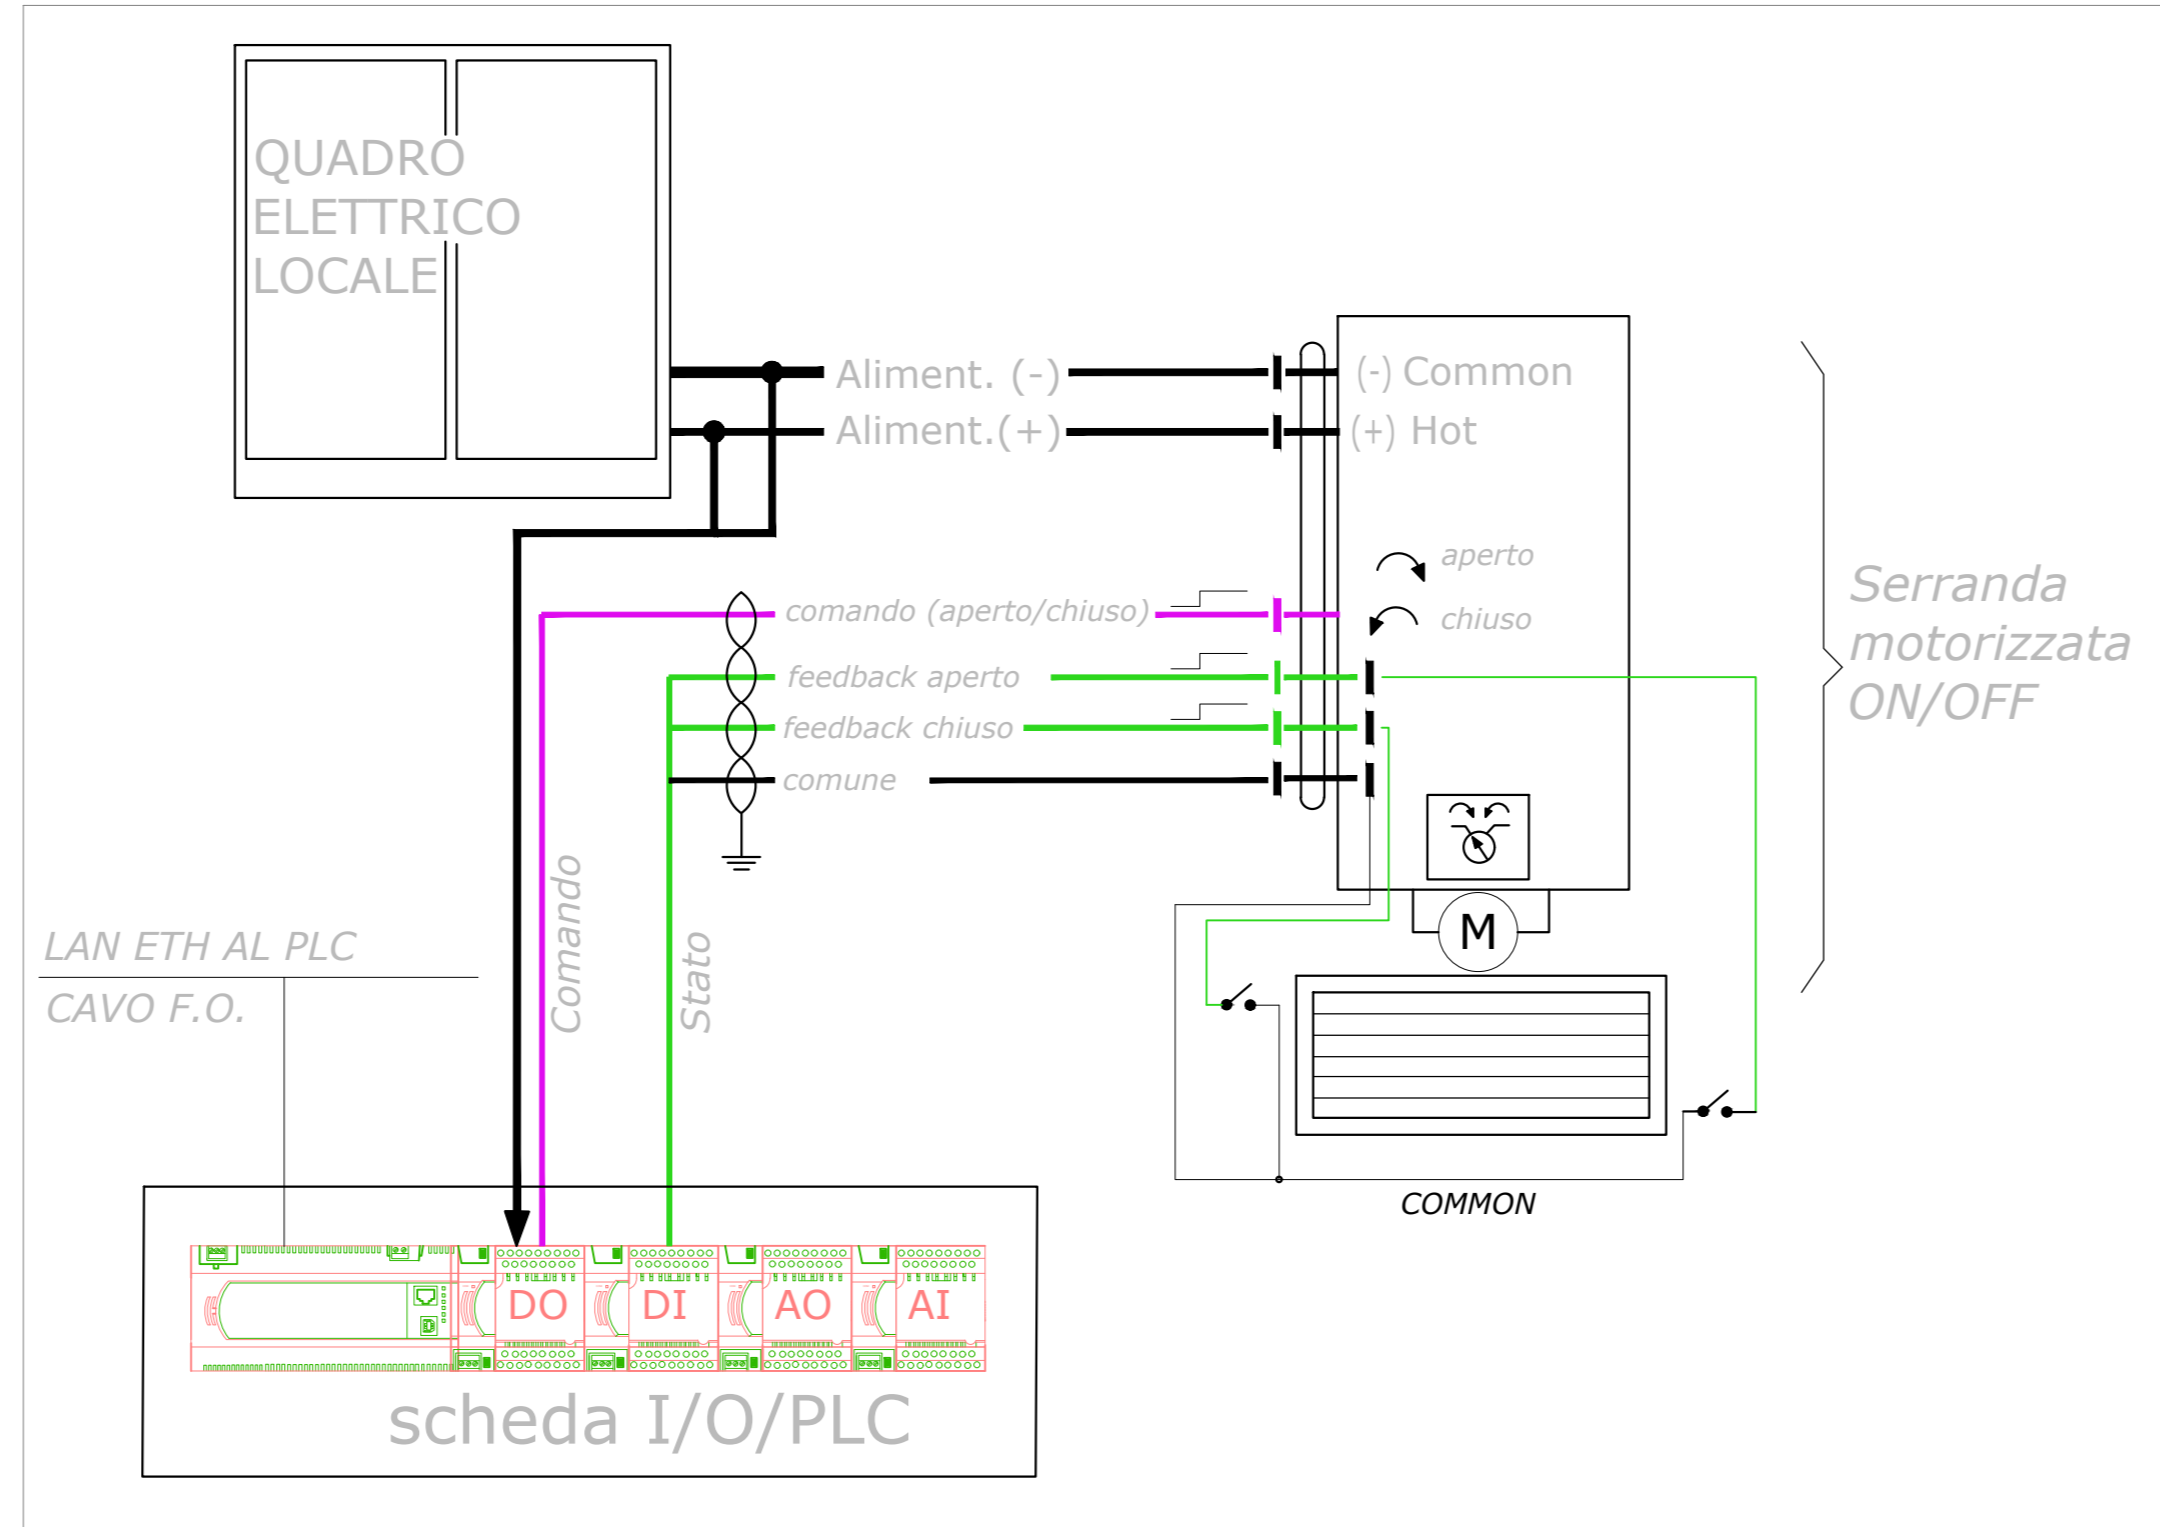 QUADRO
ELETTRICO
LOCALE
Aliment. (-)
(-) Common
Aliment.(+)
(+) Hot
aperto
chiuso
comando (aperto/chiuso)
feedback aperto
feedback chiuso
comune
Serranda
motorizzata
ON/OFF
Comando
Stato
LAN ETH AL PLC
CAVO F.O.
M
COMMON
DO
DI
AO
AI
scheda I/O/PLC